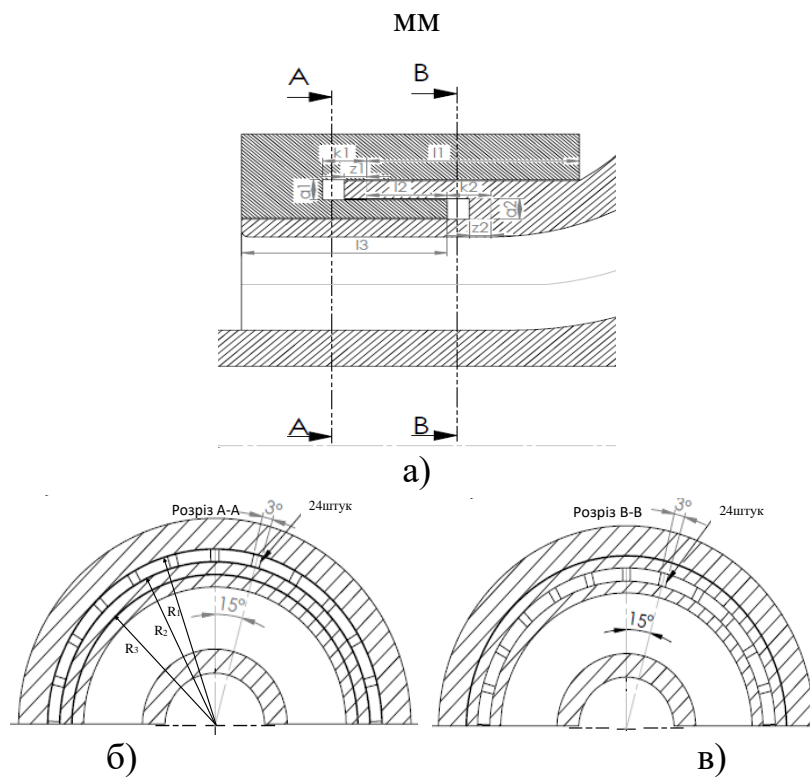 мм
A B
k1 l1
z1
a1 l2 k2
a2
z2
l3
A B
а)
Розріз А-А 3° 24штук
15°
R1
R2
R3
Розріз В-В 3° 24штук
15°
б) в)